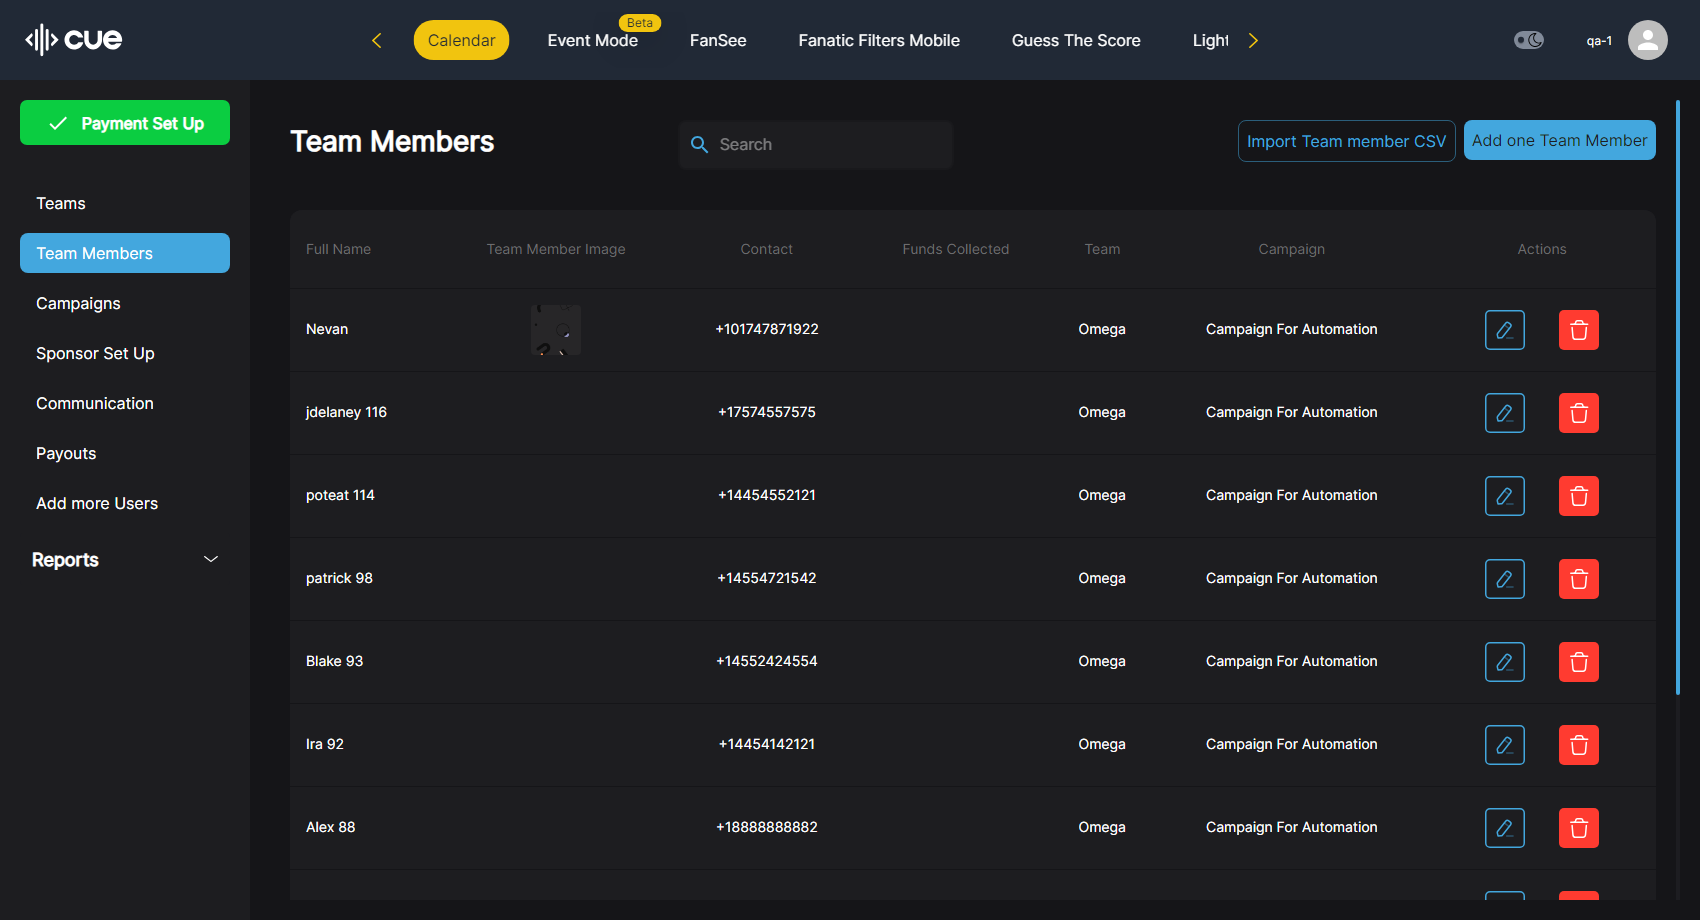 cue
Calendar
Event Mode
Beta
FanSee
Fanatic Filters Mobile
Guess The Score
Light
qa-1
Payment Set Up
Teams
Team Members
Campaigns
Sponsor Set Up
Communication
Payouts
Add more Users
Reports
Team Members
Search
Import Team member CSV
Add one Team Member
Full Name Team Member Image Contact Funds Collected Team Campaign Actions
Nevan +101747871922 Omega Campaign For Automation
jdelaney 116 +17574557575 Omega Campaign For Automation
poteat 114 +14454552121 Omega Campaign For Automation
patrick 98 +14554721542 Omega Campaign For Automation
Blake 93 +14552424554 Omega Campaign For Automation
Ira 92 +14454142121 Omega Campaign For Automation
Alex 88 +18888888882 Omega Campaign For Automation